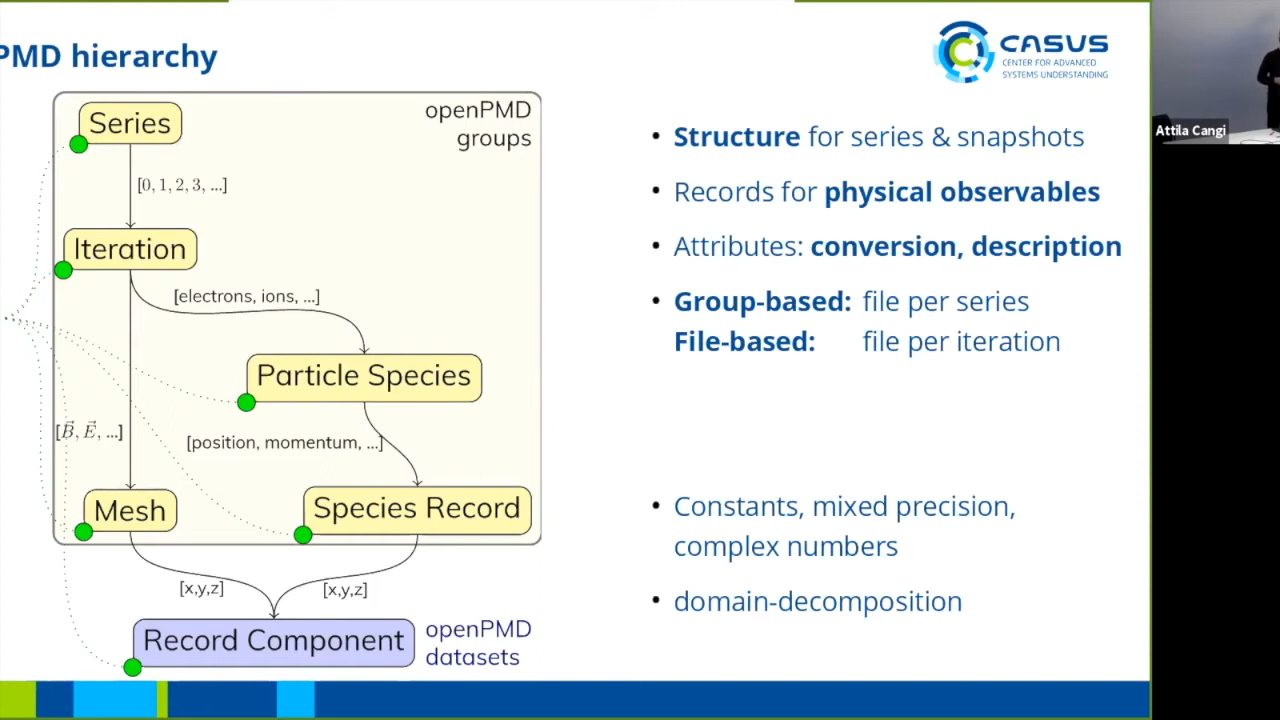 PMD hierarchy
CASUS
CENTER FOR ADVANCED
SYSTEMS UNDERSTANDING
Attila Cangi
openPMD
groups
Series
[0, 1, 2, 3, ...]
Iteration
[electrons, ions, ...]
Particle Species
[B⃗, E⃗, ...]
[position, momentum, ...]
Mesh
Species Record
[x,y,z]
[x,y,z]
Record Component
openPMD
datasets
• Structure for series & snapshots
• Records for physical observables
• Attributes: conversion, description
• Group-based: file per series
File-based: file per iteration
• Constants, mixed precision,
complex numbers
• domain-decomposition